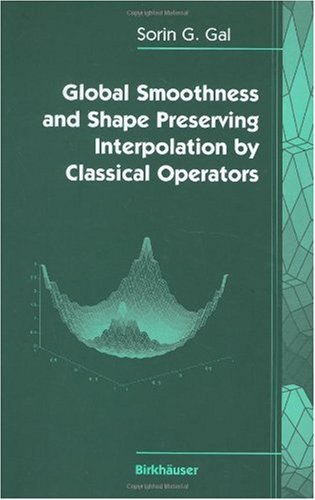 Sorin G. Gal
Global Smoothness
and Shape Preserving
Interpolation by
Classical Operators
Birkhäuser